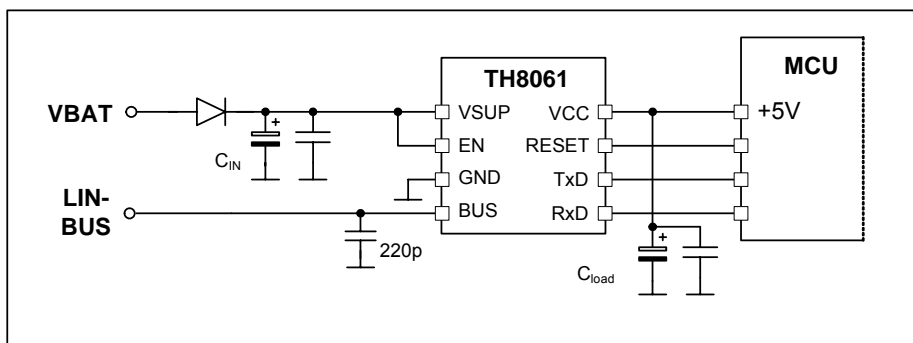 TH8061
MCU
VBAT
+
C_IN
VSUP
VCC
+5V
EN
RESET
GND
TxD
LIN-
BUS
BUS
RxD
220p
+
C_load